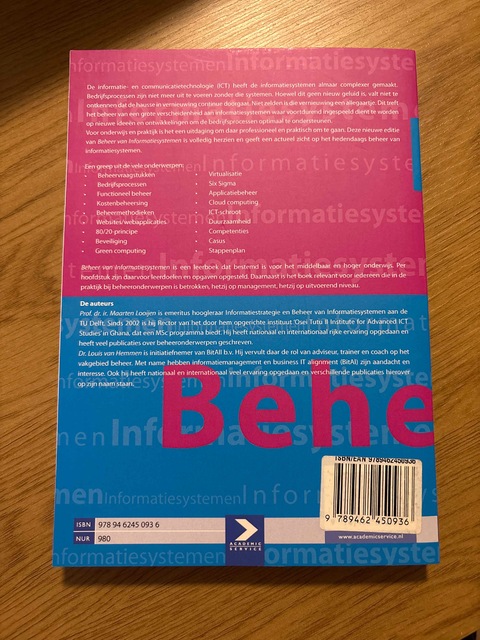 Informatiesystemen
De informatie- en communicatietechnologie (ICT) heeft de informatiesystemen almaar complexer gemaakt.
Bedrijfsprocessen zijn niet meer uit te voeren zonder die systemen. Hoewel dit geen nieuw geluid is, valt niet te
ontkennen dat de hausse in vernieuwing continue doorgaat. Niet zelden is die vernieuwing een allegaartje. Dit treft
het beheer van een grote verscheidenheid aan informatiesystemen waar voortdurend ingespeeld dient te worden
op nieuwe ideeën en ontwikkelingen om de bedrijfsprocessen optimaal te ondersteunen.
Voor onderwijs en praktijk is het een uitdaging om daar professioneel en praktisch om te gaan. Deze nieuwe editie
van Beheer van Informatiesystemen is volledig herzien en geeft een actueel zicht op het hedendaags beheer van
informatiesystemen.
Een greep uit de vele onderwerpen:
• Beheervraagstukken
• Bedrijfsprocessen
• Functioneel beheer
• Kostenbeheersing
• Beheermethodieken
• Websites/webapplicaties
• 80/20-principe
• Beveiliging
• Green computing
• Virtualisatie
• Six Sigma
• Applicatiebeheer
• Cloud computing
• ICT-schroot
• Duurzaamheid
• Competenties
• Casus
• Stappenplan
Beheer van Informatiesystemen is een leerboek dat bestemd is voor het middelbaar en hoger onderwijs. Per
hoofdstuk zijn daarvoor leerdoelen en opgaven opgenomen. Daarnaast is het boek relevant voor iedereen die in de
praktijk bij beheeronderwerpen is betrokken, hetzij op management, hetzij op uitvoerend niveau.
De auteurs
Prof. dr. ir. Maarten Looijen is emeritus hoogleraar Informatiestrategie en Beheer van Informatiesystemen aan de
TU Delft. Sinds 2002 is hij Rector van het door hem opgerichte instituut 'Osei Tutu II Institute for Advanced ICT
Studies' in Ghana, dat een MSc programma biedt. Hij heeft nationaal en internationaal rijke ervaring opgedaan en
heeft veel publicaties over beheeronderwerpen geschreven.
Dr. Louis van Hemmen is initiatiefnemer van BitAll b.v. Hij vervult daar de rol van adviseur, trainer en coach op het
vakgebied beheer. Met name hebben informatiemanagement en business IT alignment (BitAl) zijn aandacht en
interesse. Ook hij heeft nationaal en internationaal veel ervaring opgedaan en verschillende publicaties hierover
op zijn naam staan.
Behe
men Informatiesysteme
Informatiesystemen
ISBN/EAN 9789462450936
9 789462 450936
ISBN 978 94 6245 093 6
NUR 980
ACADEMIC
SERVICE
www.academicservice.nl